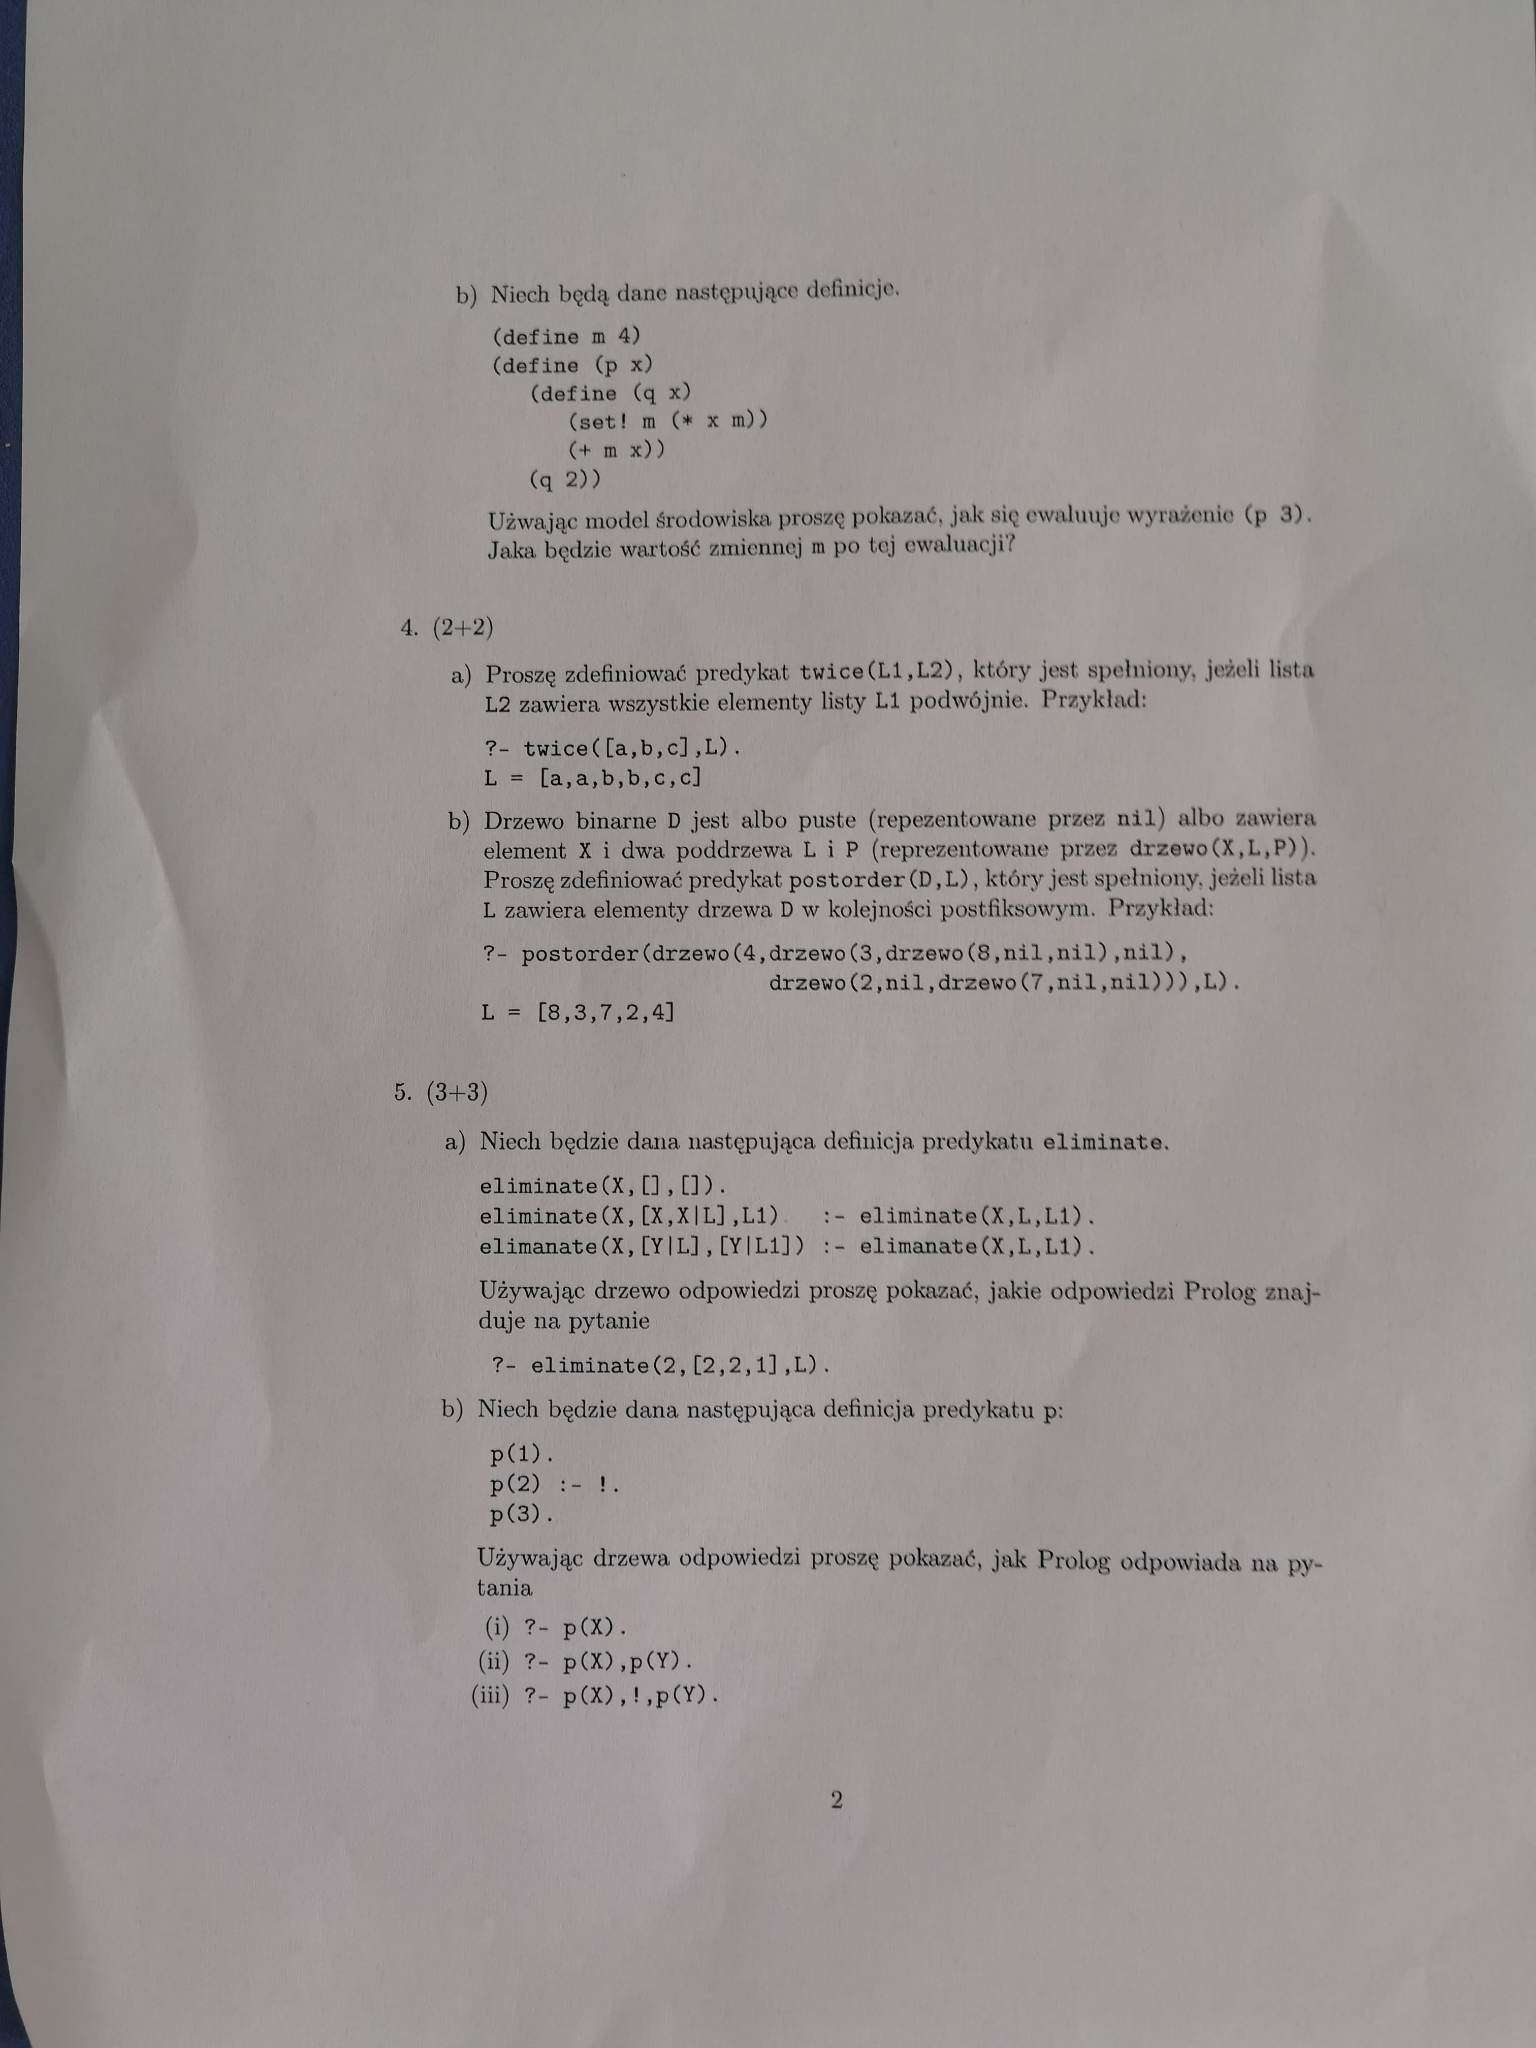 b) Niech będą dane następujące definicje.
(define m 4)
(define (p x)
(define (q x)
(set! m (* x m))
(+ m x))
(q 2))
Użwając model środowiska proszę pokazać, jak się ewaluuje wyrażenie (p 3).
Jaka będzie wartość zmiennej m po tej ewaluacji?
4. (2+2)
a) Proszę zdefiniować predykat twice(L1,L2), który jest spełniony, jeżeli lista
L2 zawiera wszystkie elementy listy L1 podwójnie. Przykład:
?- twice([a,b,c],L).
L = [a,a,b,b,c,c]
b) Drzewo binarne D jest albo puste (repezentowane przez nil) albo zawiera
element X i dwa poddrzewa L i P (reprezentowane przez drzewo(X,L,P)).
Proszę zdefiniować predykat postorder(D,L), który jest spełniony, jeżeli lista
L zawiera elementy drzewa D w kolejności postfiksowym. Przykład:
?- postorder(drzewo(4,drzewo(3,drzewo(8,nil,nil),nil),
drzewo(2,nil,drzewo(7,nil,nil))),L).
L = [8,3,7,2,4]
5. (3+3)
a) Niech będzie dana następująca definicja predykatu eliminate.
eliminate(X,[],[]).
eliminate(X,[X,X|L],L1) :- eliminate(X,L,L1).
elimanate(X,[Y|L],[Y|L1]) :- elimanate(X,L,L1).
Używając drzewo odpowiedzi proszę pokazać, jakie odpowiedzi Prolog znaj-
duje na pytanie
?- eliminate(2,[2,2,1],L).
b) Niech będzie dana następująca definicja predykatu p:
p(1).
p(2) :- !.
p(3).
Używając drzewa odpowiedzi proszę pokazać, jak Prolog odpowiada na py-
tania
(i) ?- p(X).
(ii) ?- p(X),p(Y).
(iii) ?- p(X),!,p(Y).
2